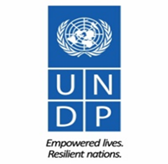 U N
D P
Empowered lives.
Resilient nations.